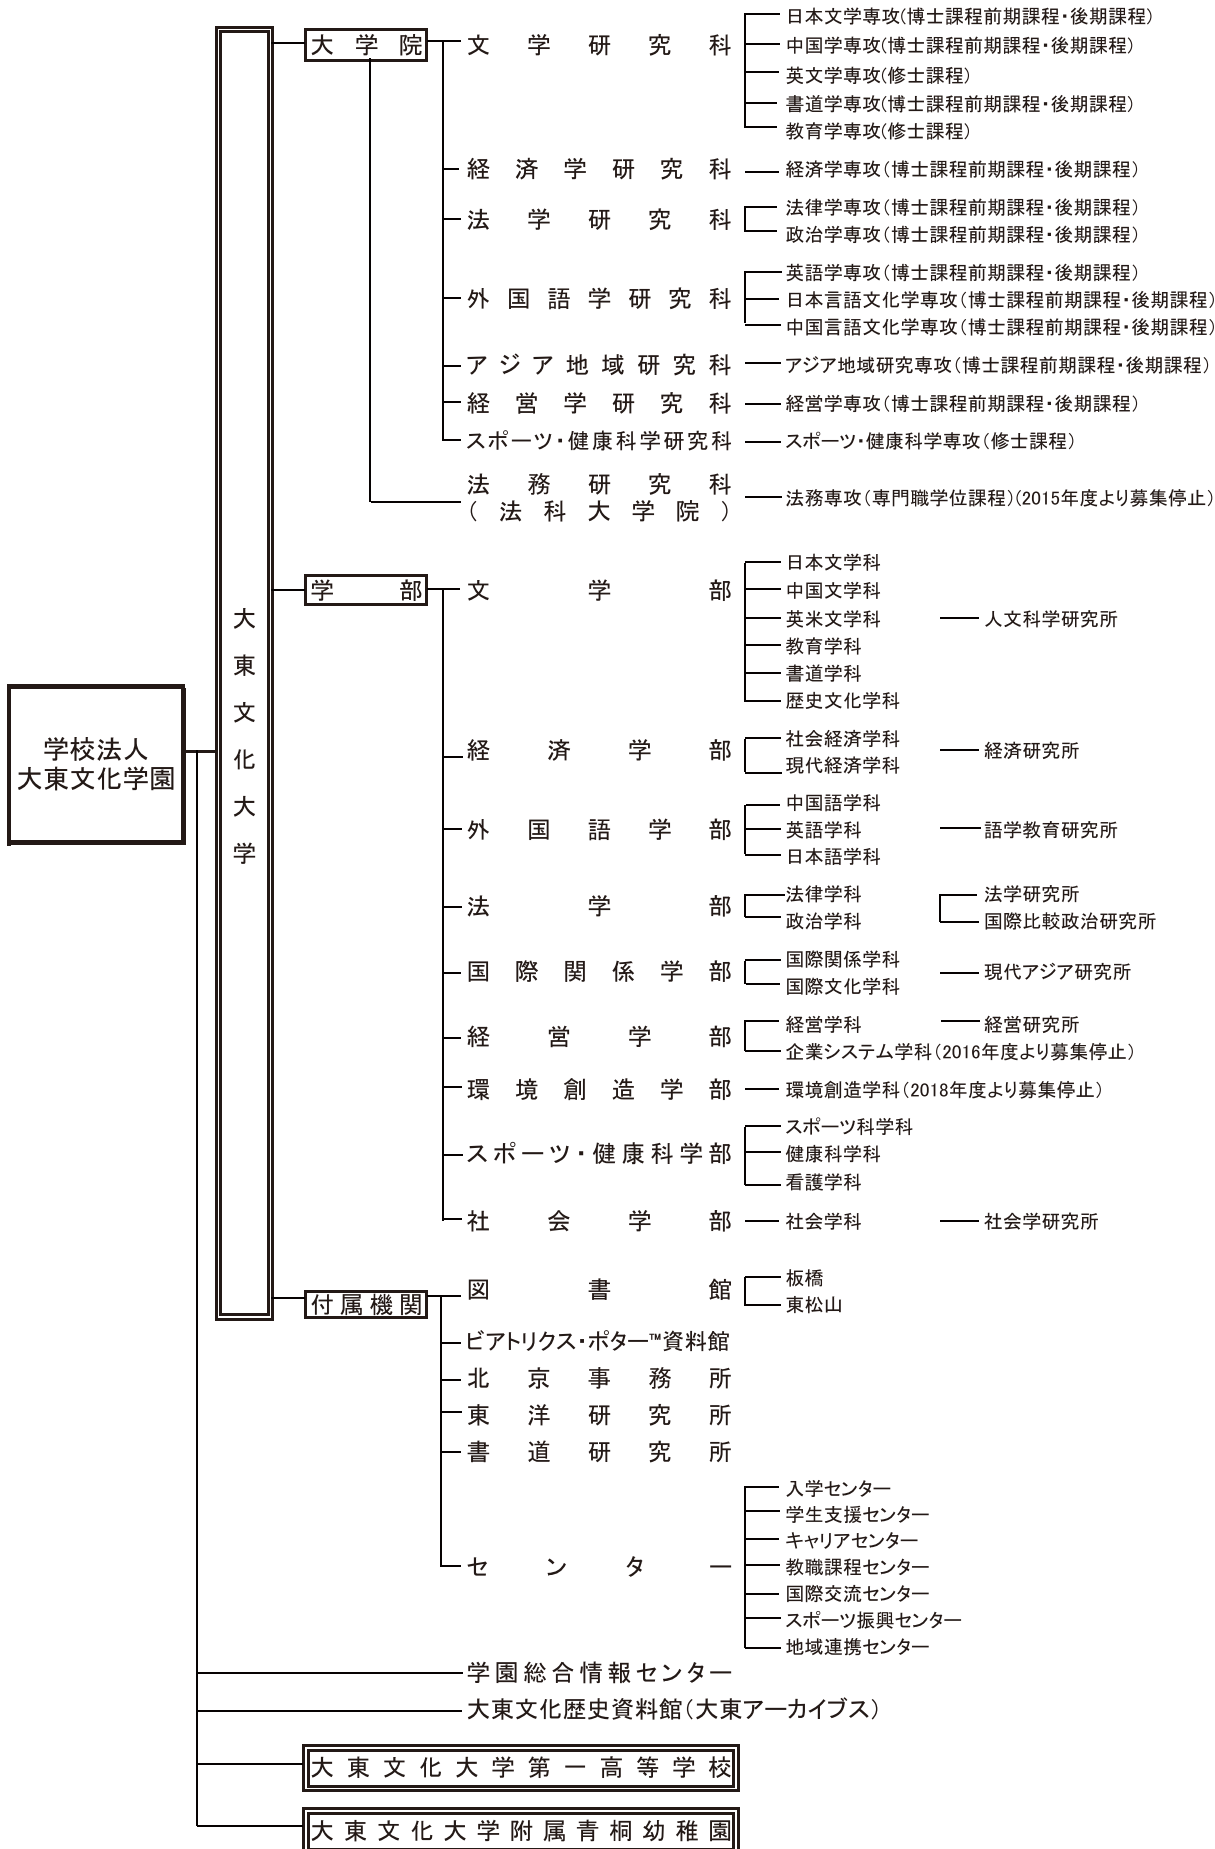 学校法人
大東文化学園
大東文化大学
大学院
文学研究科
日本文学専攻(博士課程前期課程・後期課程)
中国学専攻(博士課程前期課程・後期課程)
英文学専攻(修士課程)
書道学専攻(博士課程前期課程・後期課程)
教育学専攻(修士課程)
経済学研究科
経済学専攻(博士課程前期課程・後期課程)
法学研究科
法律学専攻(博士課程前期課程・後期課程)
政治学専攻(博士課程前期課程・後期課程)
外国語学研究科
英語学専攻(博士課程前期課程・後期課程)
日本言語文化学専攻(博士課程前期課程・後期課程)
中国言語文化学専攻(博士課程前期課程・後期課程)
アジア地域研究科
アジア地域研究専攻(博士課程前期課程・後期課程)
経営学研究科
経営学専攻(博士課程前期課程・後期課程)
スポーツ・健康科学研究科
スポーツ・健康科学専攻(修士課程)
法務研究科
(法科大学院)
法務専攻(専門職学位課程)(2015年度より募集停止)
学部
文学部
日本文学科
中国文学科
英米文学科
教育学科
書道学科
歴史文化学科
人文科学研究所
経済学部
社会経済学科
現代経済学科
経済研究所
外国語学部
中国語学科
英語学科
日本語学科
語学教育研究所
法学部
法律学科
政治学科
法学研究所
国際比較政治研究所
国際関係学部
国際関係学科
国際文化学科
現代アジア研究所
経営学部
経営学科
経営研究所
企業システム学科(2016年度より募集停止)
環境創造学部
環境創造学科(2018年度より募集停止)
スポーツ・健康科学部
スポーツ科学科
健康科学科
看護学科
社会学部
社会学科
社会学研究所
付属機関
図書館
板橋
東松山
ビアトリクス・ポター™資料館
北京事務所
東洋研究所
書道研究所
センター
入学センター
学生支援センター
キャリアセンター
教職課程センター
国際交流センター
スポーツ振興センター
地域連携センター
学園総合情報センター
大東文化歴史資料館(大東アーカイブス)
大東文化大学第一高等学校
大東文化大学附属青桐幼稚園